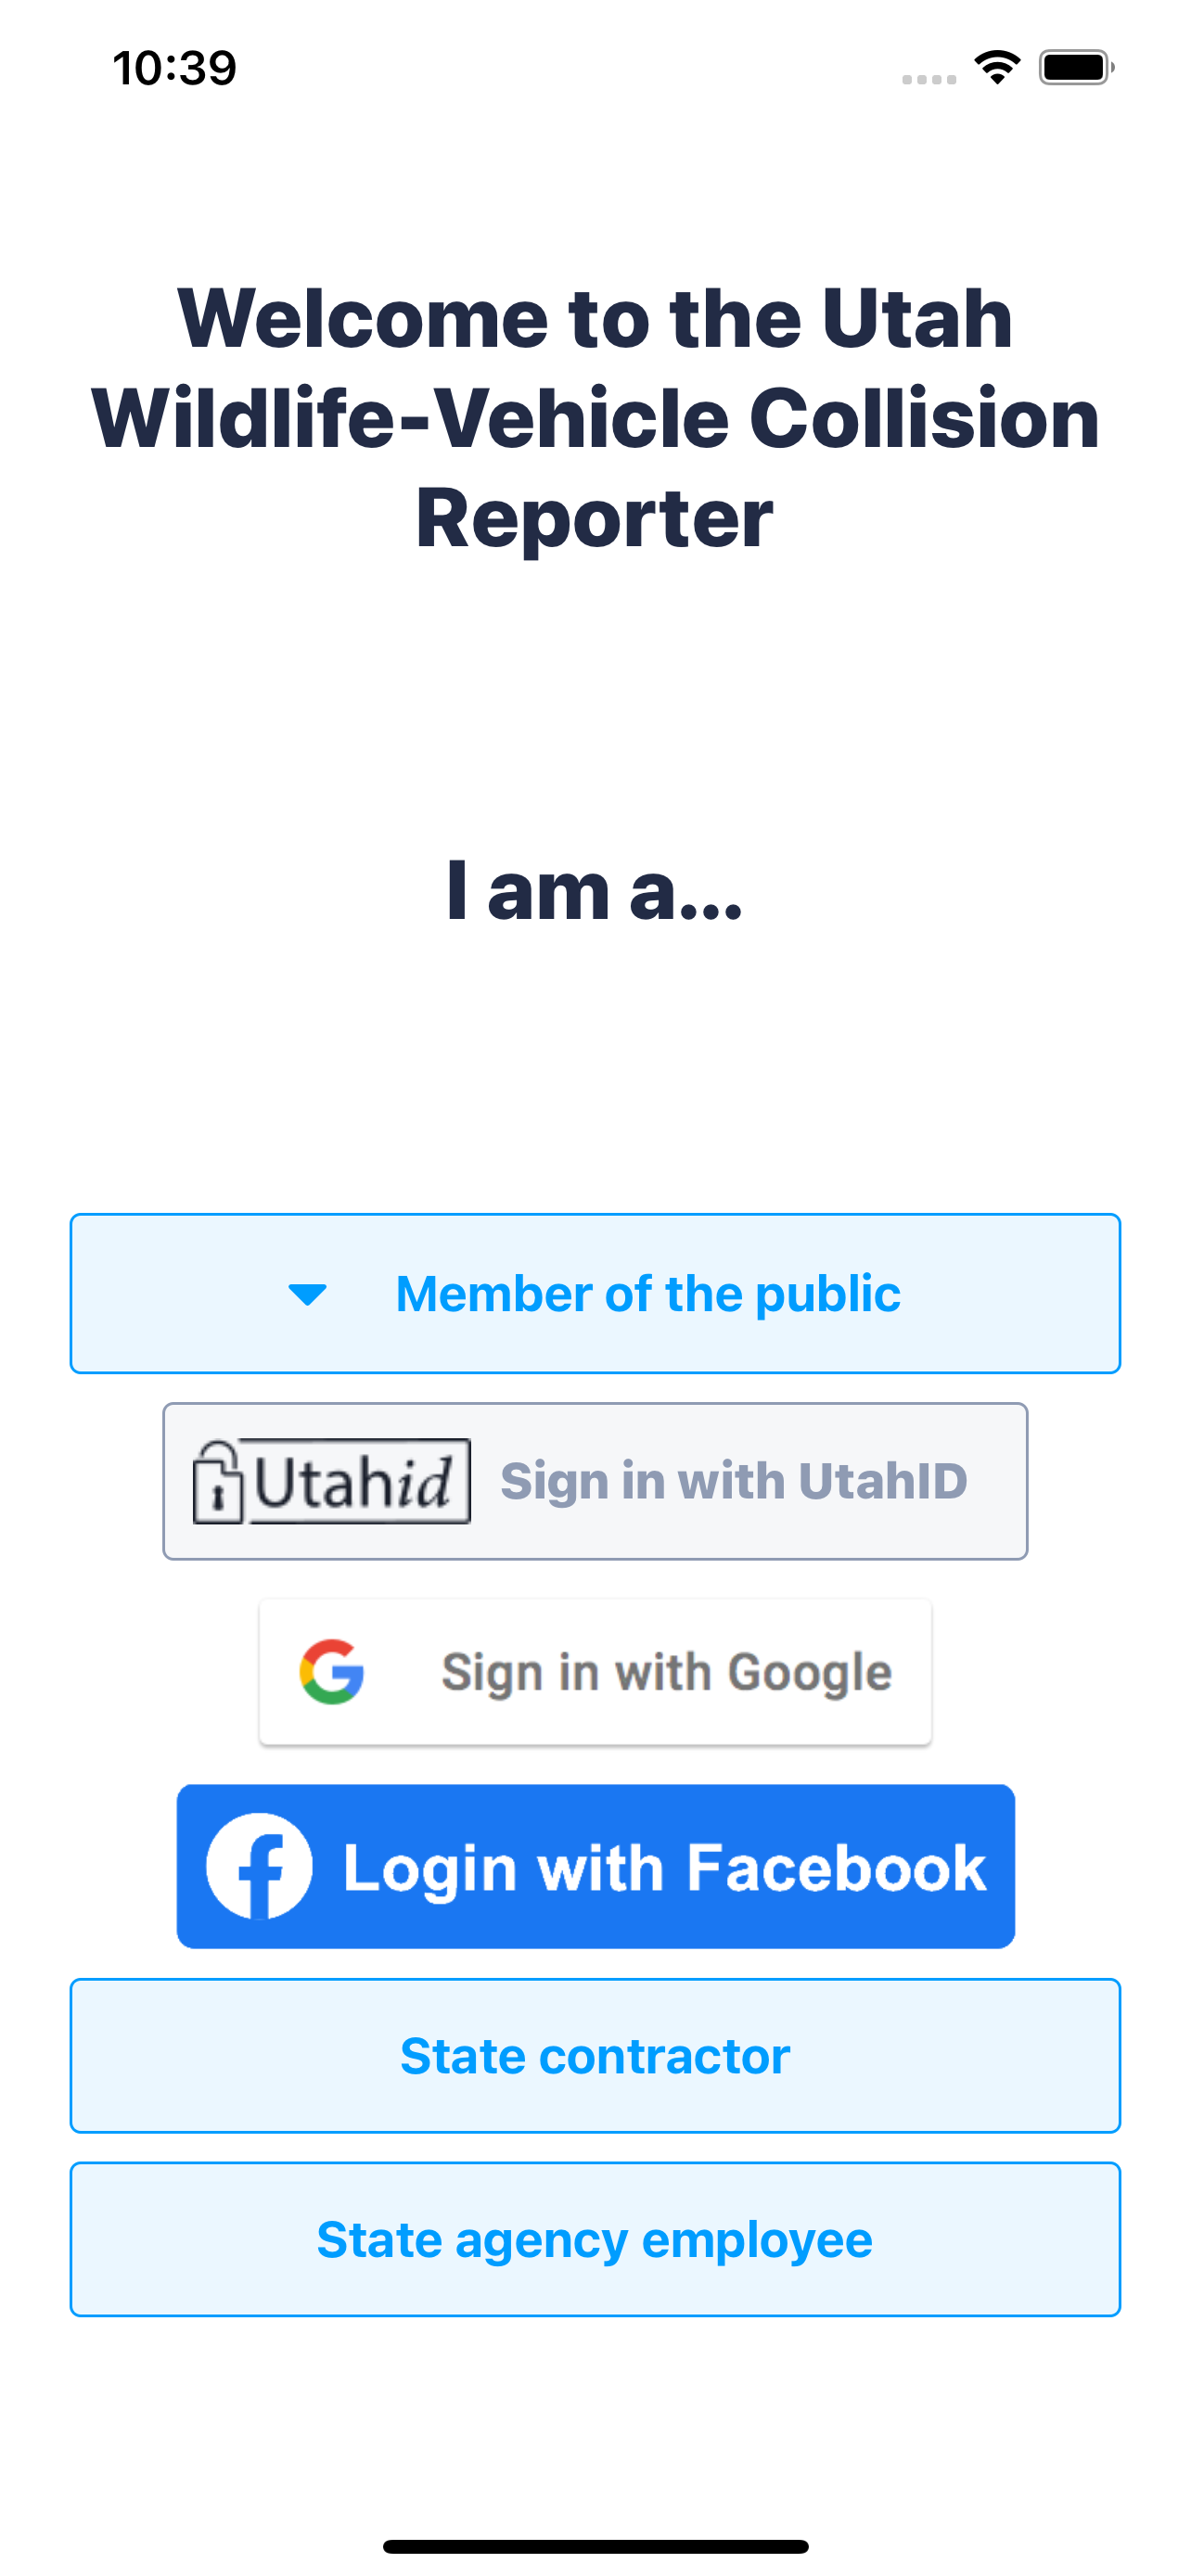 10:39
Welcome to the Utah
Wildlife-Vehicle Collision
Reporter
I am a...
Member of the public
Utahid Sign in with UtahID
Sign in with Google
Login with Facebook
State contractor
State agency employee